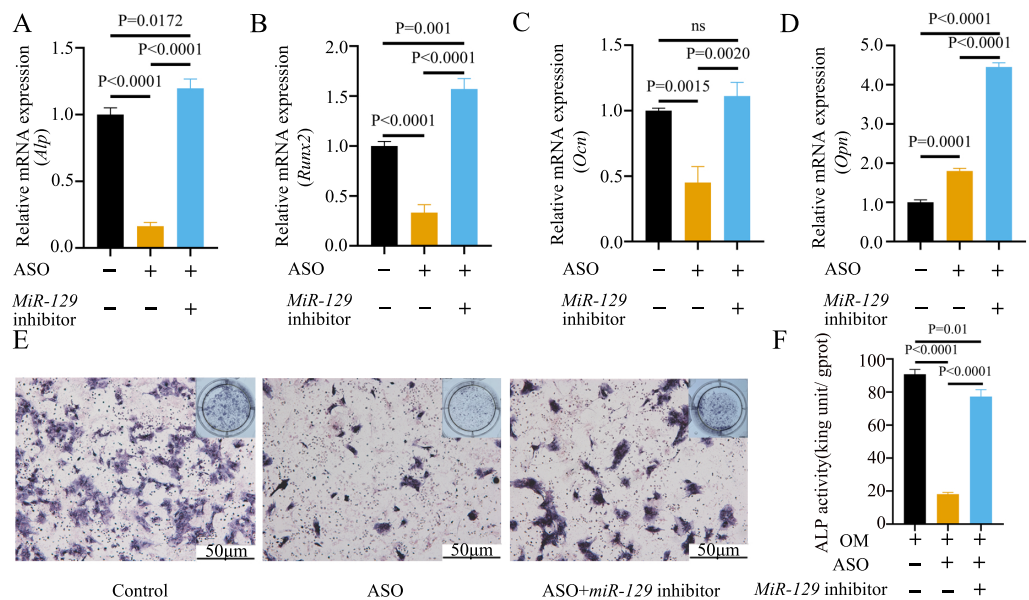 A
P=0.0172
P<0.0001
P<0.0001
Relative mRNA expression
(Alp)
1.5
1.0
0.5
0.0
ASO − + +
MiR-129
inhibitor − − +
B
P=0.001
P<0.0001
P<0.0001
Relative mRNA expression
(Runx2)
2.0
1.5
1.0
0.5
0.0
ASO − + +
MiR-129
inhibitor − − +
C
ns
P=0.0020
P=0.0015
Relative mRNA expression
(Ocn)
1.5
1.0
0.5
0.0
ASO − + +
MiR-129
inhibitor − − +
D
P<0.0001
P<0.0001
P=0.0001
Relative mRNA expression
(Opn)
5.0
4.0
3.0
2.0
1.0
0.0
ASO − + +
MiR-129
inhibitor − − +
E
50μm
50μm
50μm
Control
ASO
ASO+miR-129 inhibitor
F
P=0.01
P<0.0001
P<0.0001
ALP activity(king unit/ gprot)
100
80
60
40
20
0
OM + + +
ASO − + +
MiR-129 inhibitor − − +